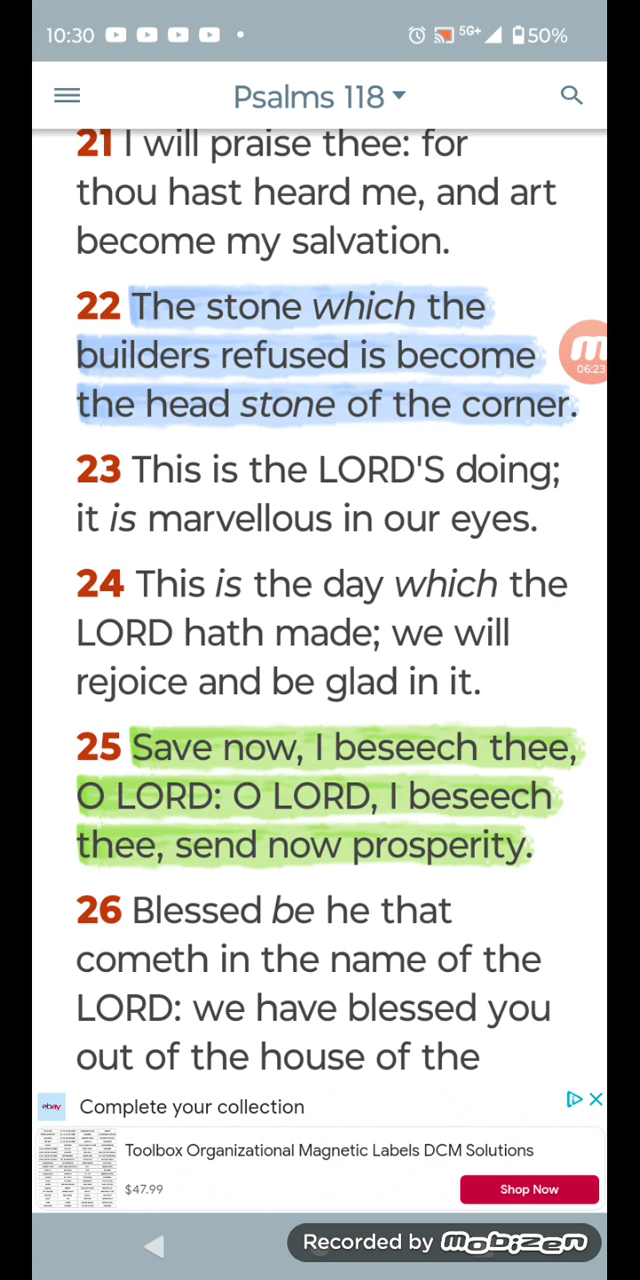 10:30 5G+ 50%
Psalms 118
21 I will praise thee: for
thou hast heard me, and art
become my salvation.
22 The stone which the
builders refused is become
the head stone of the corner.
m
06:23
23 This is the LORD'S doing;
it is marvellous in our eyes.
24 This is the day which the
LORD hath made; we will
rejoice and be glad in it.
25 Save now, I beseech thee,
O LORD: O LORD, I beseech
thee, send now prosperity.
26 Blessed be he that
cometh in the name of the
LORD: we have blessed you
out of the house of the
ebay Complete your collection
Toolbox Organizational Magnetic Labels DCM Solutions
$47.99 Shop Now
Recorded by mobizen